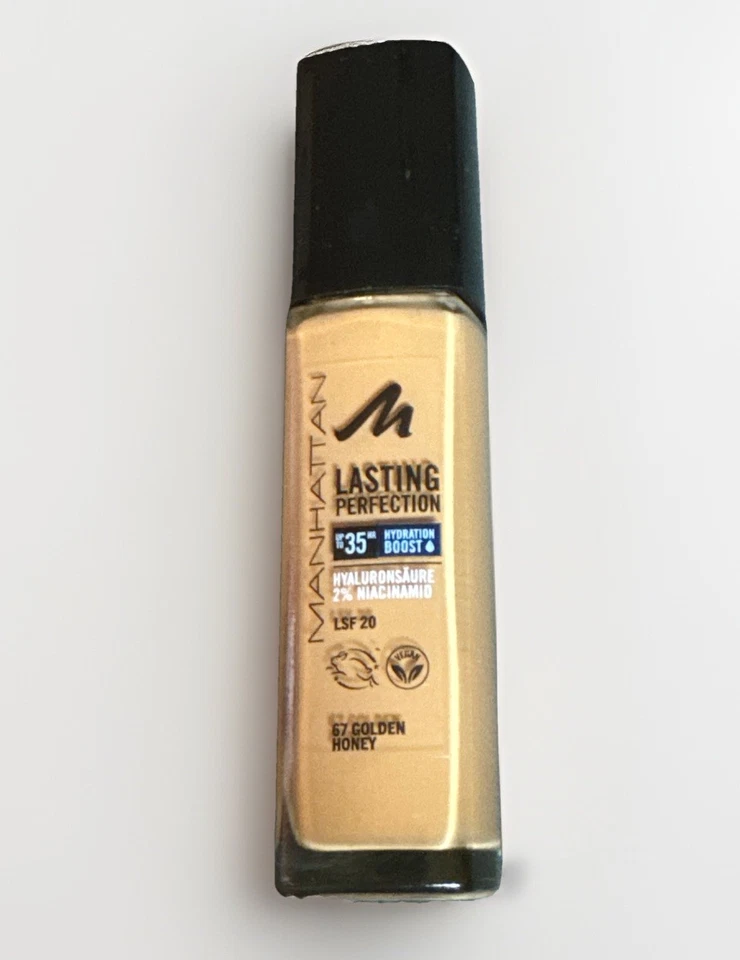 MANHATTAN
LASTING
PERFECTION
UP TO 35 HR HYDRATION BOOST
HYALURONSÄURE
2% NIACINAMID
LSF 20
VEGAN
67 GOLDEN
HONEY